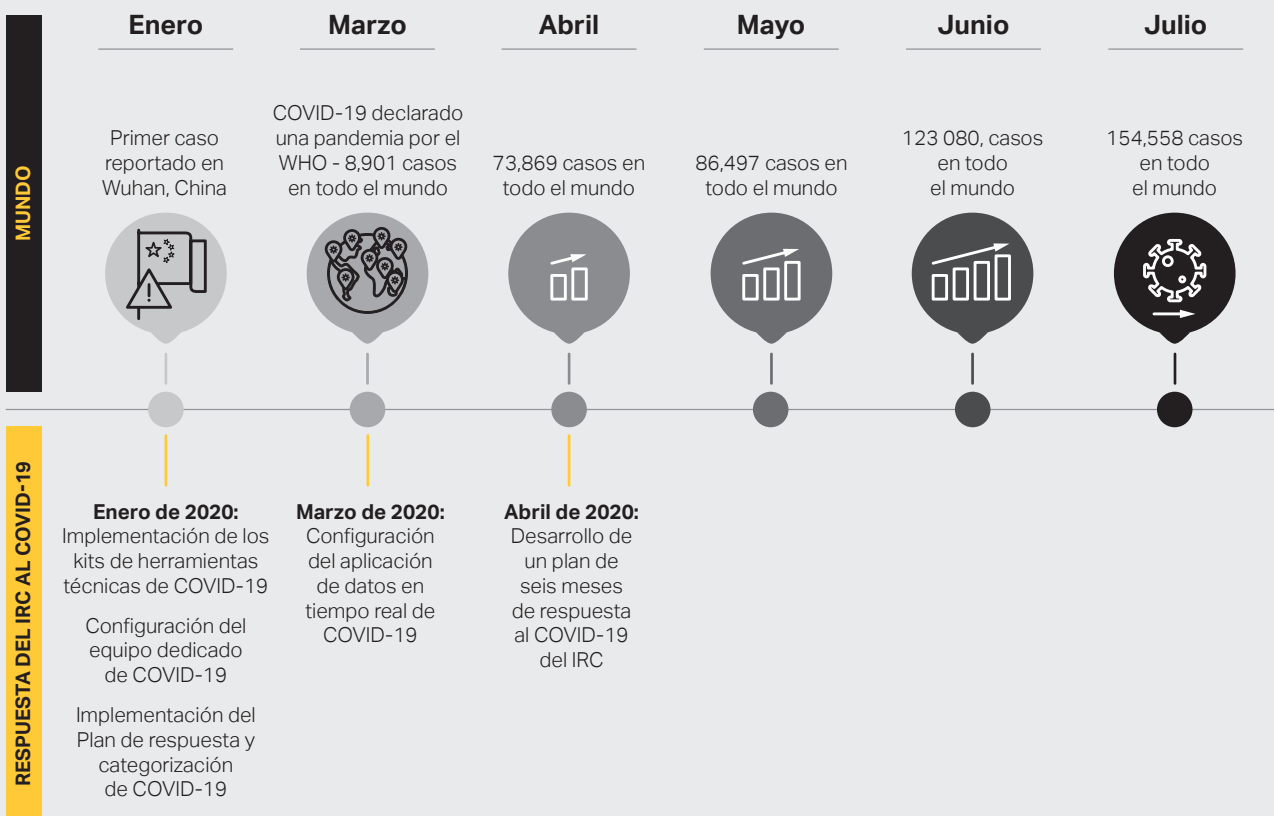 Enero
Marzo
Abril
Mayo
Junio
Julio
MUNDO
Primer caso
reportado en
Wuhan, China
COVID-19 declarado
una pandemia por el
WHO - 8,901 casos
en todo el mundo
73,869 casos en
todo el mundo
86,497 casos en
todo el mundo
123 080, casos
en todo
el mundo
154,558 casos
en todo
el mundo
RESPUESTA DEL IRC AL COVID-19
Enero de 2020:
Implementación de los
kits de herramientas
técnicas de COVID-19
Configuración del
equipo dedicado
de COVID-19
Implementación del
Plan de respuesta y
categorización
de COVID-19
Marzo de 2020:
Configuración
del aplicación
de datos en
tiempo real de
COVID-19
Abril de 2020:
Desarrollo de
un plan de
seis meses
de respuesta
al COVID-19
del IRC